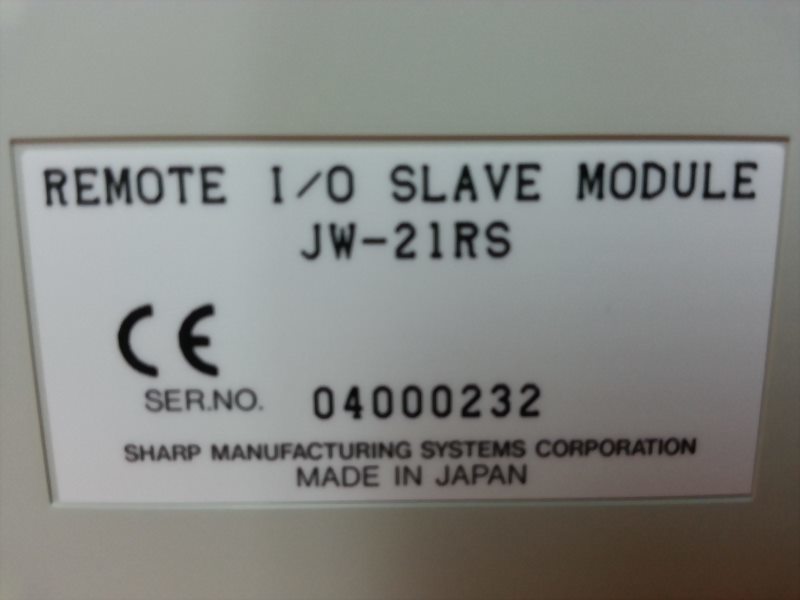 REMOTE I/O SLAVE MODULE
JW-21RS
CE
SER.NO. 04000232
SHARP MANUFACTURING SYSTEMS CORPORATION
MADE IN JAPAN